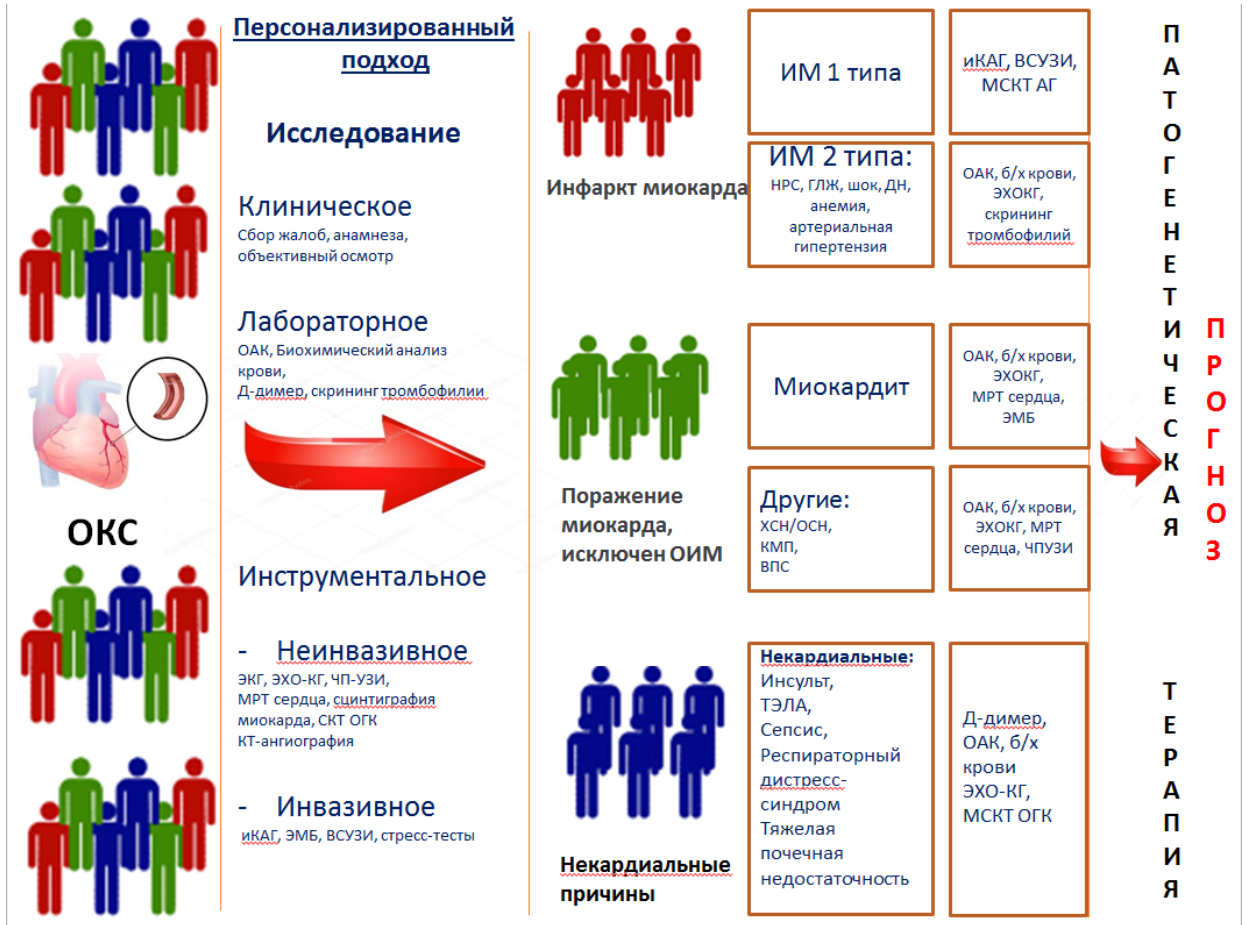 ОКС
Персонализированный
подход
Исследование
Клиническое
Сбор жалоб, анамнеза,
объективный осмотр
Лабораторное
ОАК, Биохимический анализ
крови,
Д-димер, скрининг тромбофилии
Инструментальное
- Неинвазивное
ЭКГ, ЭХО-КГ, ЧП-УЗИ,
МРТ сердца, сцинтиграфия
миокарда, СКТ ОГК
КТ-ангиография
- Инвазивное
иКАГ, ЭМБ, ВСУЗИ, стресс-тесты
Инфаркт миокарда
ИМ 1 типа
иКАГ, ВСУЗИ,
МСКТ АГ
ИМ 2 типа:
НРС, ГЛЖ, шок, ДН,
анемия,
артериальная
гипертензия
ОАК, б/х крови,
ЭХОКГ,
скрининг
тромбофилий
Поражение
миокарда,
исключен ОИМ
Миокардит
ОАК, б/х крови,
ЭХОКГ,
МРТ сердца,
ЭМБ
Другие:
ХСН/ОСН,
КМП,
ВПС
ОАК, б/х крови,
ЭХОКГ, МРТ
сердца, ЧПУЗИ
Некардиальные
причины
Некардиальные:
Инсульт,
ТЭЛА,
Сепсис,
Респираторный
дистресс-
синдром
Тяжелая
почечная
недостаточность
Д-димер,
ОАК, б/х
крови
ЭХО-КГ,
МСКТ ОГК
ПАТОГЕНЕТИЧЕСКАЯ
ТЕРАПИЯ
ПРОГНОЗ